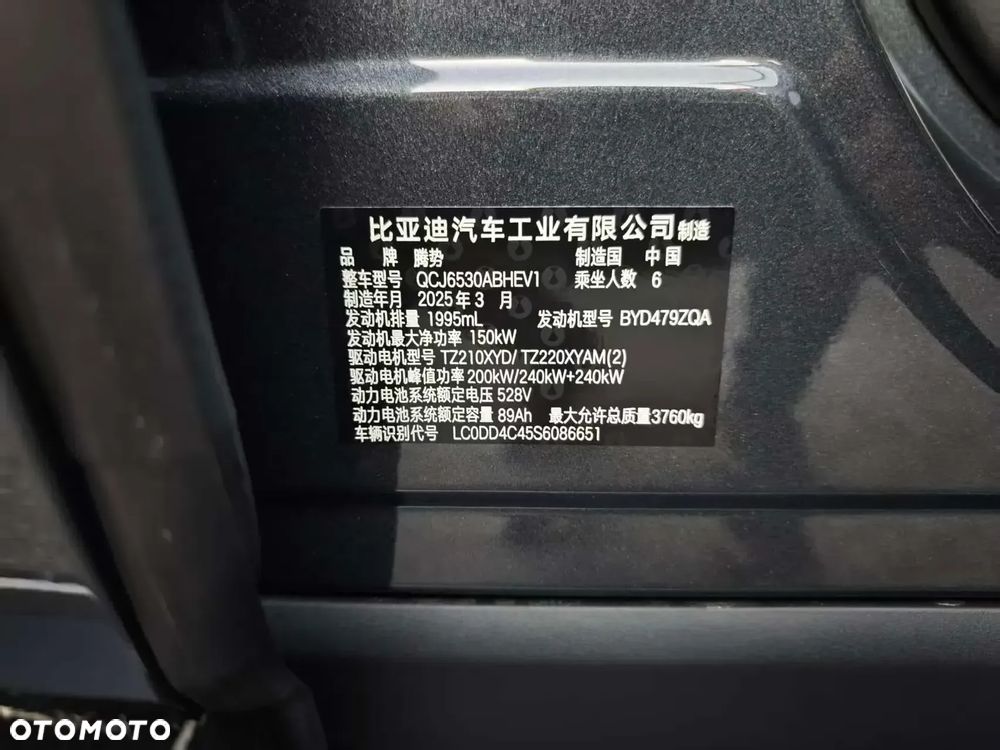 比亚迪汽车工业有限公司制造
品 牌 腾势 制造国 中国
整车型号 QCJ6530ABHEV1 乘坐人数 6
制造年月 2025年3 月
发动机排量 1995mL 发动机型号 BYD479ZQA
发动机最大净功率 150kW
驱动电机型号 TZ210XYD/ TZ220XYAM(2)
驱动电机峰值功率 200kW/240kW+240kW
动力电池系统额定电压 528V
动力电池系统额定容量 89Ah 最大允许总质量3760kg
车辆识别代号 LC0DD4C45S6086651
OTOMOTO